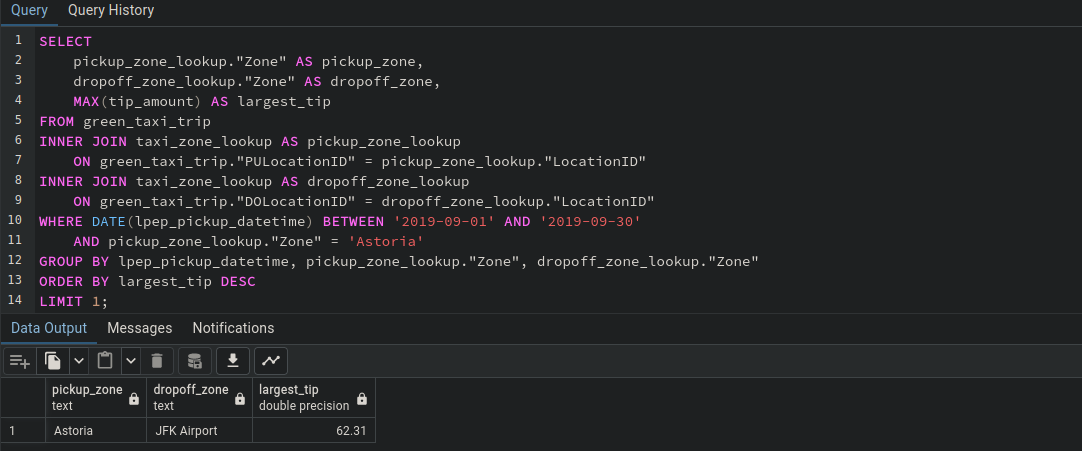 Query Query History
1 SELECT
2 pickup_zone_lookup."Zone" AS pickup_zone,
3 dropoff_zone_lookup."Zone" AS dropoff_zone,
4 MAX(tip_amount) AS largest_tip
5 FROM green_taxi_trip
6 INNER JOIN taxi_zone_lookup AS pickup_zone_lookup
7 ON green_taxi_trip."PULocationID" = pickup_zone_lookup."LocationID"
8 INNER JOIN taxi_zone_lookup AS dropoff_zone_lookup
9 ON green_taxi_trip."DOLocationID" = dropoff_zone_lookup."LocationID"
10 WHERE DATE(lpep_pickup_datetime) BETWEEN '2019-09-01' AND '2019-09-30'
11 AND pickup_zone_lookup."Zone" = 'Astoria'
12 GROUP BY lpep_pickup_datetime, pickup_zone_lookup."Zone", dropoff_zone_lookup."Zone"
13 ORDER BY largest_tip DESC
14 LIMIT 1;
Data Output Messages Notifications
pickup_zone dropoff_zone largest_tip
text text double precision
1 Astoria JFK Airport 62.31